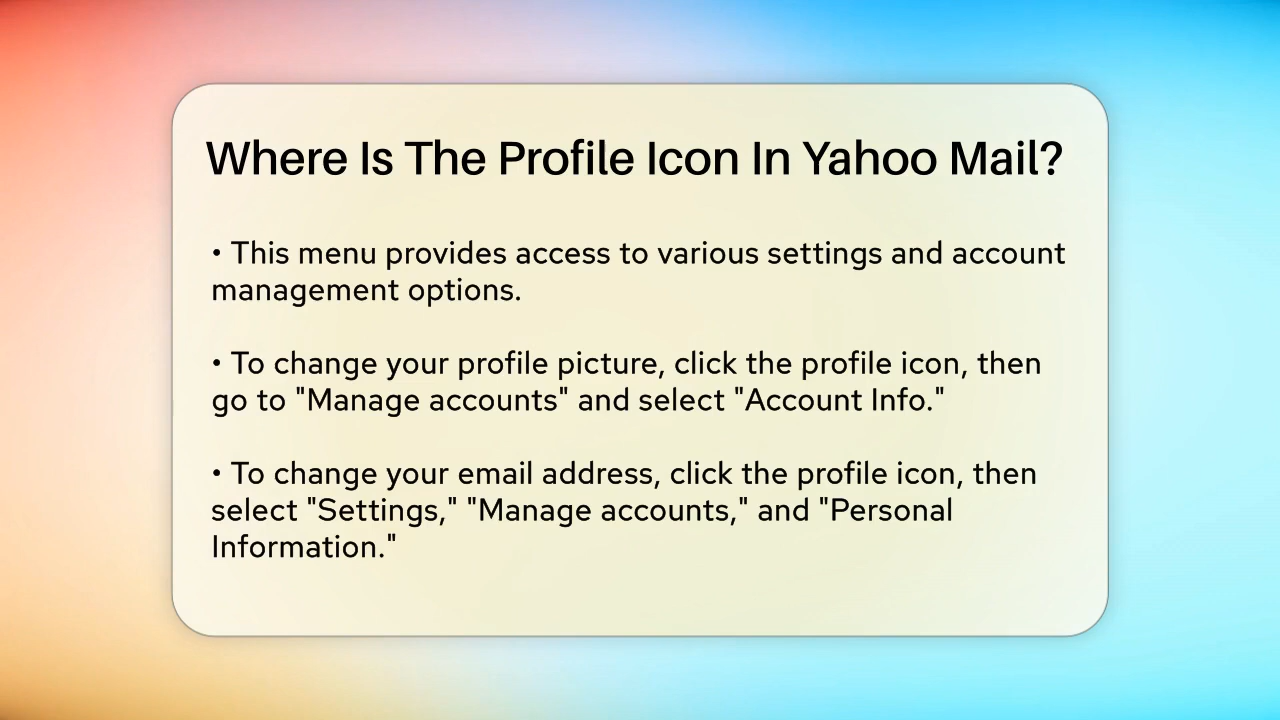 Where Is The Profile Icon In Yahoo Mail?
• This menu provides access to various settings and account
management options.
• To change your profile picture, click the profile icon, then
go to "Manage accounts" and select "Account Info."
• To change your email address, click the profile icon, then
select "Settings," "Manage accounts," and "Personal
Information."